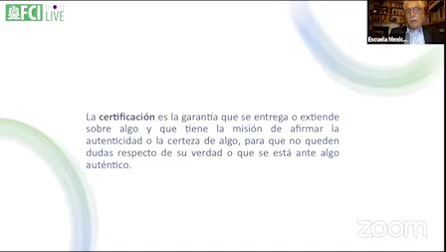 FCI
LIVE
Escuela Mexic...
La certificación es la garantía que se entrega o extiende
sobre algo y que tiene la misión de afirmar la
autenticidad o la certeza de algo, para que no queden
dudas respecto de su verdad o que se está ante algo
auténtico.
zoom